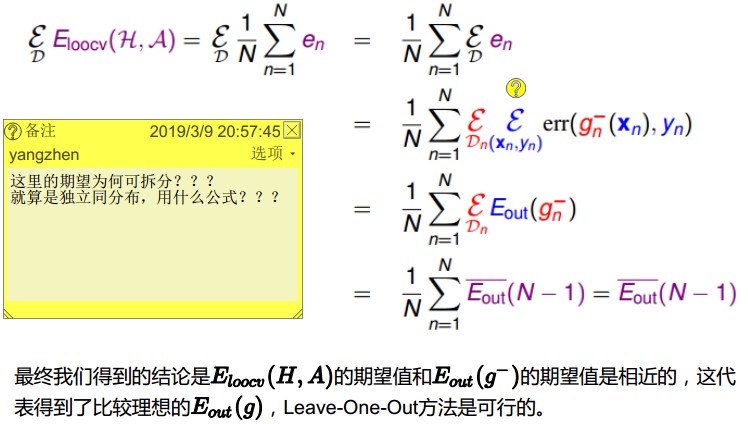 $\underset{\mathcal{D}}{\mathcal{E}} E_{\text{loocv}}(\mathcal{H}, \mathcal{A}) = \underset{\mathcal{D}}{\mathcal{E}} \frac{1}{N} \sum_{n=1}^{N} e_n = \frac{1}{N} \sum_{n=1}^{N} \underset{\mathcal{D}}{\mathcal{E}} e_n$
$= \frac{1}{N} \sum_{n=1}^{N} \underset{\mathcal{D}_n}{\mathcal{E}} \underset{(\mathbf{x}_n, y_n)}{\mathcal{E}} \text{err}(g_n^-(\mathbf{x}_n), y_n)$
备注 2019/3/9 20:57:45
yangzhen 选项
这里的期望为何可拆分？？？
就算是独立同分布，用什么公式？？？
$= \frac{1}{N} \sum_{n=1}^{N} \underset{\mathcal{D}_n}{\mathcal{E}} E_{\text{out}}(g_n^-)$
$= \frac{1}{N} \sum_{n=1}^{N} \overline{E_{\text{out}}}(N-1) = \overline{E_{\text{out}}}(N-1)$
最终我们得到的结论是$E_{loocv}(H, A)$的期望值和$E_{out}(g^-)$的期望值是相近的，这代
表得到了比较理想的$E_{out}(g)$，Leave-One-Out方法是可行的。